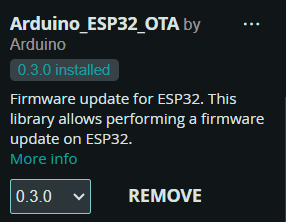 Arduino_ESP32_OTA by
Arduino
0.3.0 installed
Firmware update for ESP32. This
library allows performing a firmware
update on ESP32.
More info
0.3.0 REMOVE